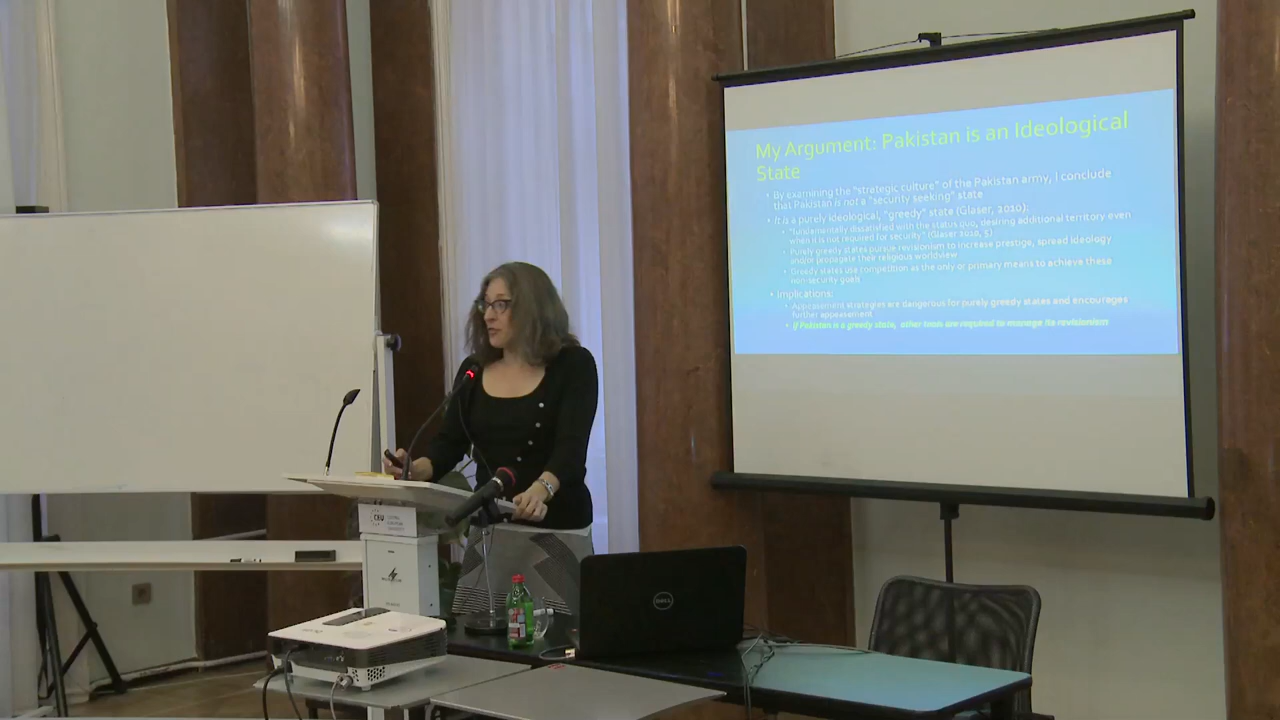 My Argument: Pakistan is an Ideological
State
• By examining the "strategic culture" of the Pakistan army, I conclude
that Pakistan is not a "security seeking" state
• It is a purely ideological, "greedy" state (Glaser, 2010):
• "fundamentally dissatisfied with the status quo, desiring additional territory even
when it is not required for security" (Glaser 2010, 5)
• Purely greedy states pursue revisionism to increase prestige, spread ideology
and/or propagate their religious worldview
• Greedy states use competition as the only or primary means to achieve these
non-security goals
• Implications:
• Appeasement strategies are dangerous for purely greedy states and encourages
further appeasement
• If Pakistan is a greedy state, other tools are required to manage its revisionism
CEU
CENTRAL
EUROPEAN
UNIVERSITY
DELL